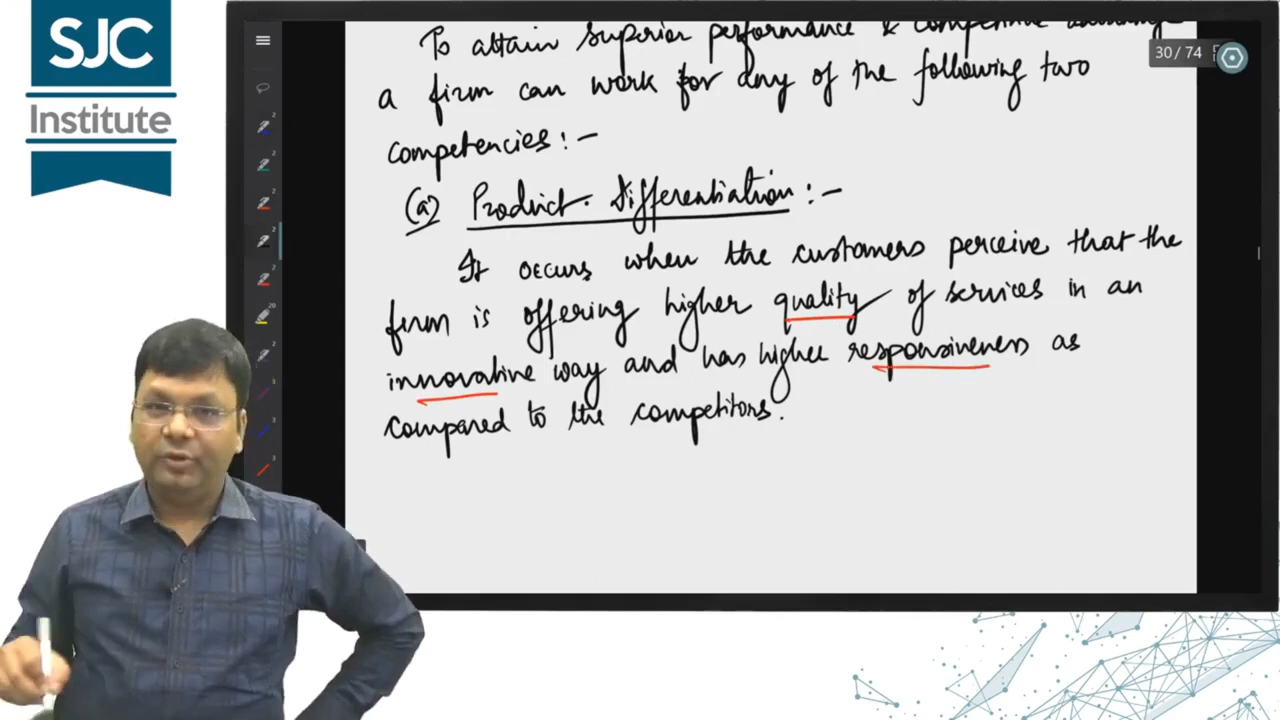 SJC
Institute
30 / 74
To attain superior performance & competitive
a firm can work for any of the following two
competencies :-
(a) Product Differentiation :-
It occurs when the customers perceive that the
firm is offering higher quality of services in an
innovative way and has higher responsiveness as
compared to the competitors.